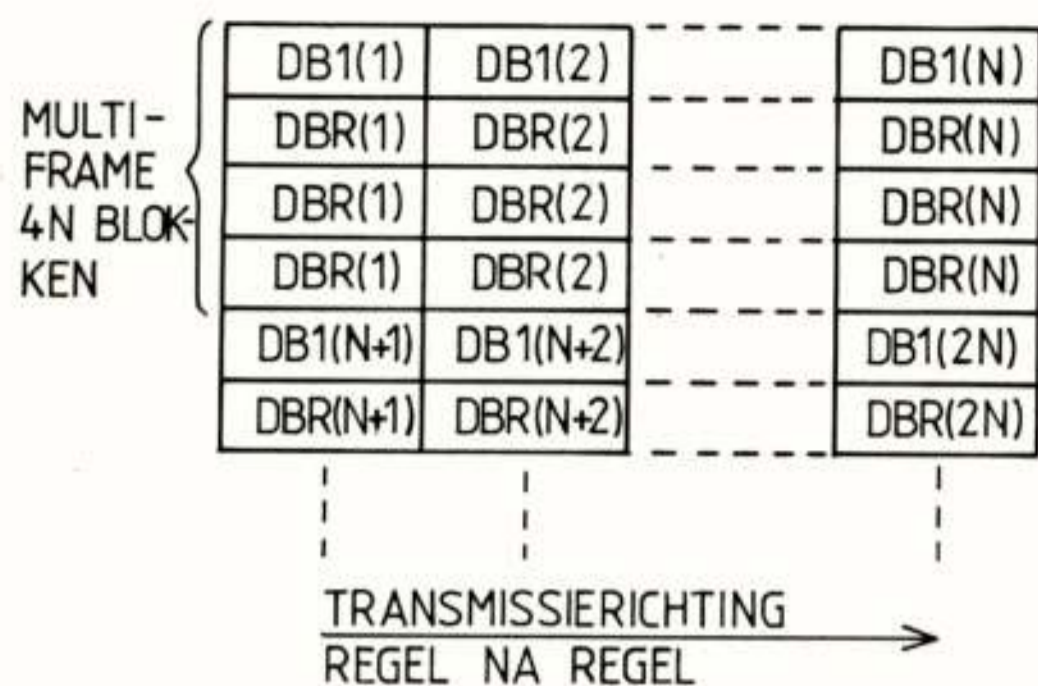 DB1(1) DB1(2) DB1(N)
MULTI- DBR(1) DBR(2) DBR(N)
FRAME DBR(1) DBR(2) DBR(N)
4N BLOK- DBR(1) DBR(2) DBR(N)
KEN DB1(N+1) DB1(N+2) DB1(2N)
DBR(N+1) DBR(N+2) DBR(2N)
TRANSMISSIERICHTING
REGEL NA REGEL